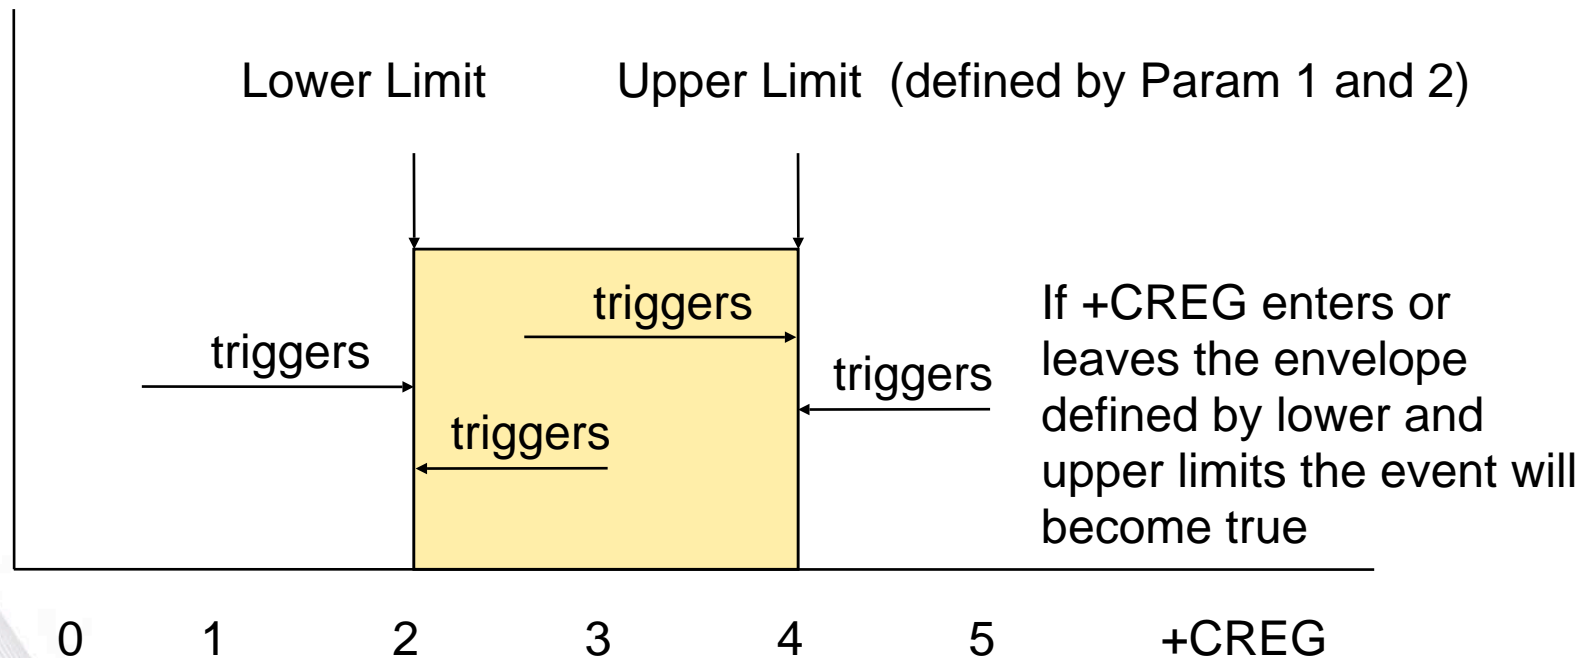 Lower Limit
Upper Limit (defined by Param 1 and 2)
triggers
triggers
triggers
triggers
If +CREG enters or
leaves the envelope
defined by lower and
upper limits the event will
become true
0 1 2 3 4 5 +CREG